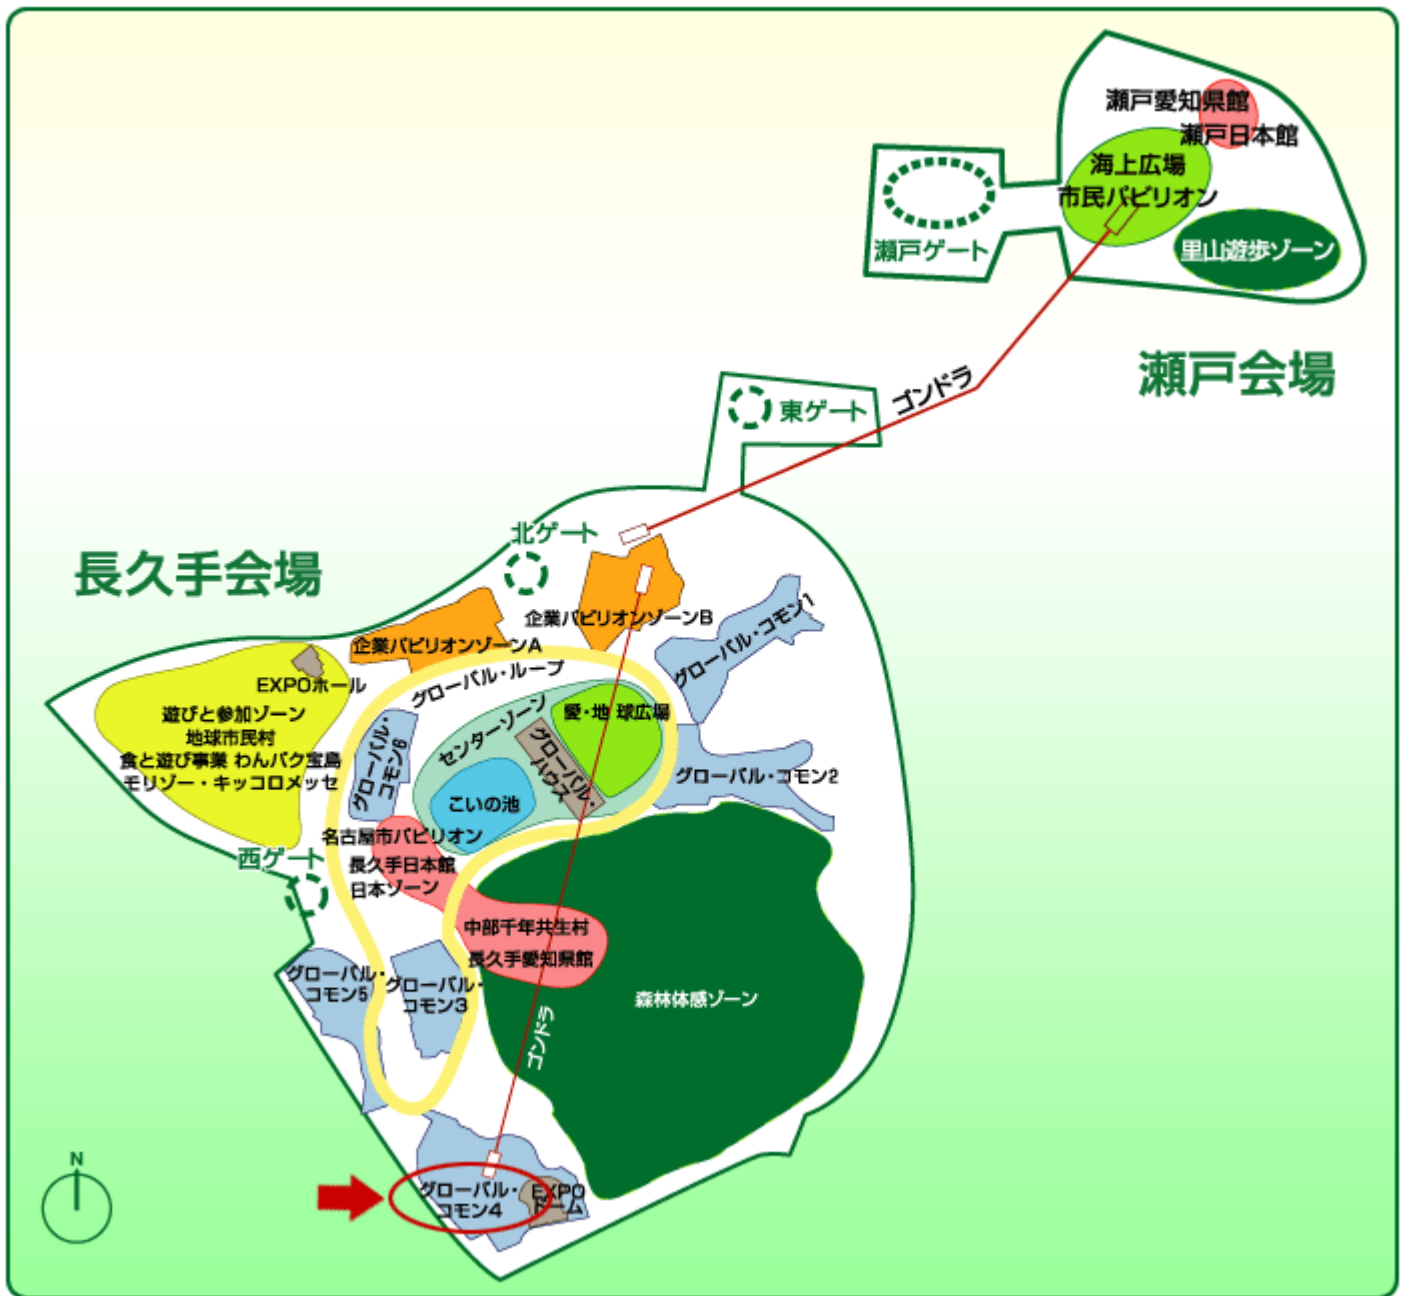 瀬戸愛知県館
瀬戸日本館
海上広場
市民パビリオン
瀬戸ゲート
里山遊歩ゾーン
瀬戸会場
ゴンドラ
東ゲート
北ゲート
長久手会場
企業パビリオンゾーンB
企業パビリオンゾーンA
グローバル・コモン1
グローバル・ループ
EXPOホール
遊びと参加ゾーン
地球市民村
食と遊び事業 わんパク宝島
モリゾー・キッコロメッセ
センターゾーン
愛・地球広場
グローバル・
ハウス
グローバル・
コモン6
グローバル・コモン2
こいの池
名古屋市パビリオン
長久手日本館
日本ゾーン
西ゲート
中部千年共生村
長久手愛知県館
グローバル・
コモン5
グローバル・
コモン3
森林体感ゾーン
ゴンドラ
グローバル・
コモン4
EXPO
ドーム
N